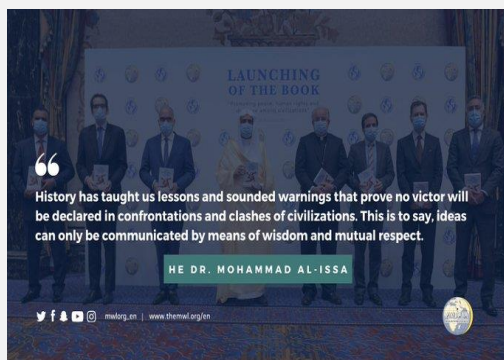 LAUNCHING
OF THE BOOK
“
History has taught us lessons and sounded warnings that prove no victor will
be declared in confrontations and clashes of civilizations. This is to say, ideas
can only be communicated by means of wisdom and mutual respect.
HE DR. MOHAMMAD AL-ISSA
mwlorg_en | www.themwl.org/en